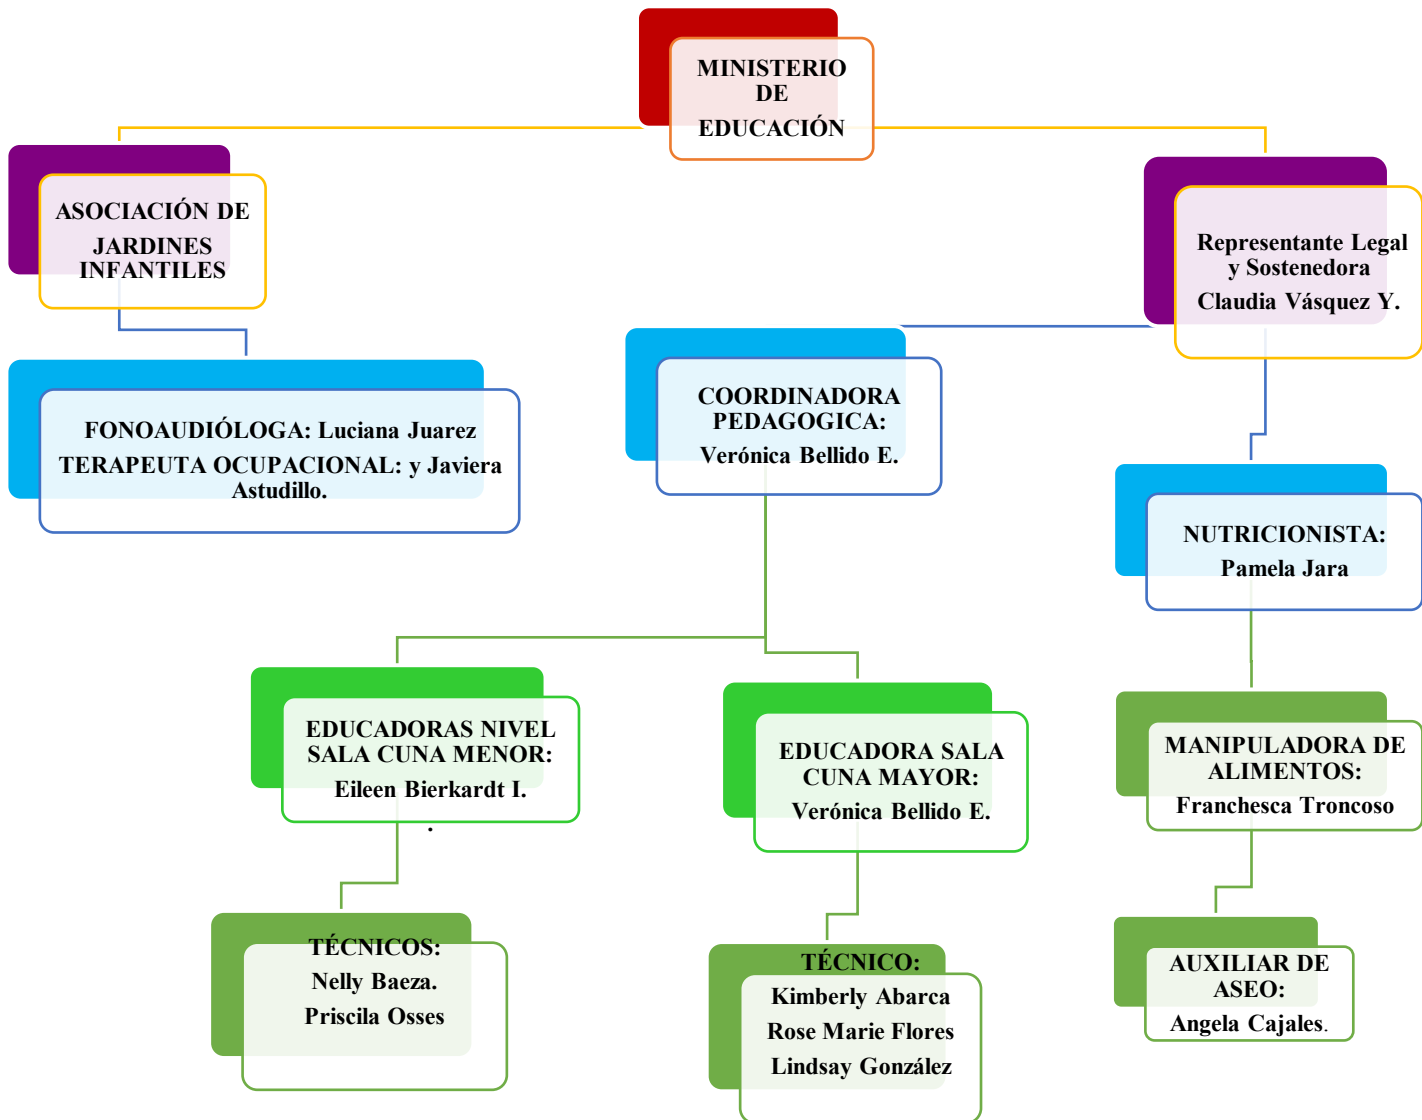 MINISTERIO
DE
EDUCACIÓN
ASOCIACIÓN DE
JARDINES
INFANTILES
Representante Legal
y Sostenedora
Claudia Vásquez Y.
FONOAUDIÓLOGA: Luciana Juarez
TERAPEUTA OCUPACIONAL: y Javiera
Astudillo.
COORDINADORA
PEDAGOGICA:
Verónica Bellido E.
NUTRICIONISTA:
Pamela Jara
EDUCADORAS NIVEL
SALA CUNA MENOR:
Eileen Bierkardt I.
.
EDUCADORA SALA
CUNA MAYOR:
Verónica Bellido E.
MANIPULADORA DE
ALIMENTOS:
Franchesca Troncoso
TÉCNICOS:
Nelly Baeza.
Priscila Osses
TÉCNICO:
Kimberly Abarca
Rose Marie Flores
Lindsay González
AUXILIAR DE
ASEO:
Angela Cajales.